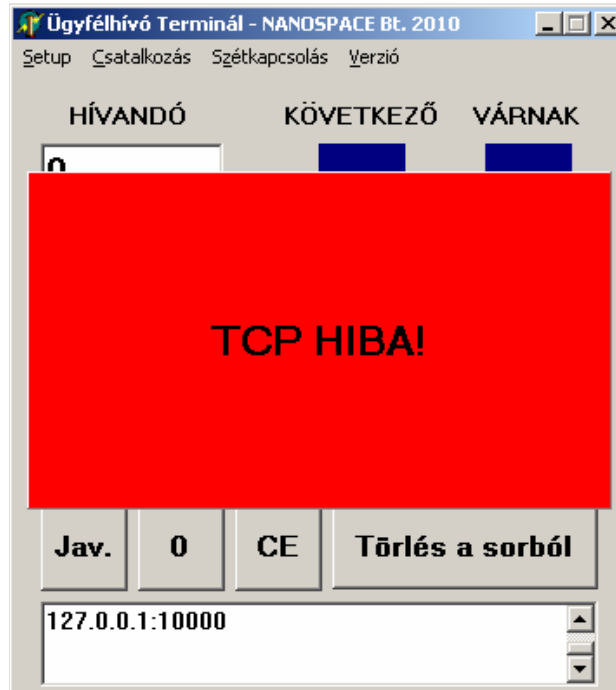 Ügyfélhívó Terminál - NANOSPACE Bt. 2010
Setup Csatalkozás Szétkapcsolás Verzió
HÍVANDÓ KÖVETKEZŐ VÁRNAK
0
TCP HIBA!
Jav. 0 CE Törlés a sorból
127.0.0.1:10000